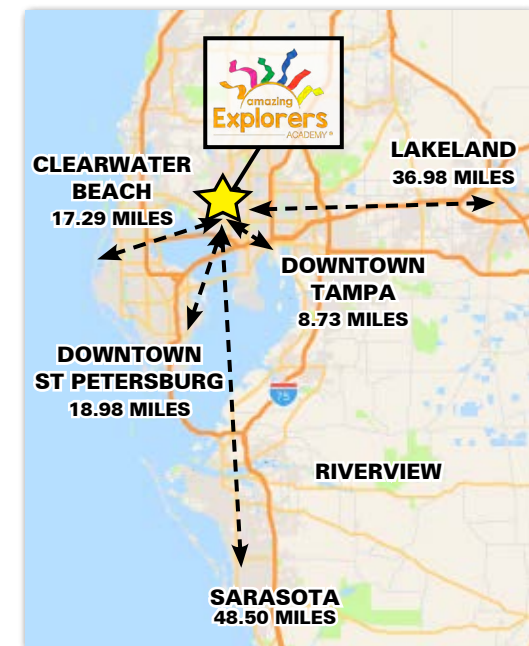 amazing
Explorers
ACADEMY®
CLEARWATER
BEACH
17.29 MILES
LAKELAND
36.98 MILES
DOWNTOWN
TAMPA
8.73 MILES
DOWNTOWN
ST PETERSBURG
18.98 MILES
75
RIVERVIEW
SARASOTA
48.50 MILES